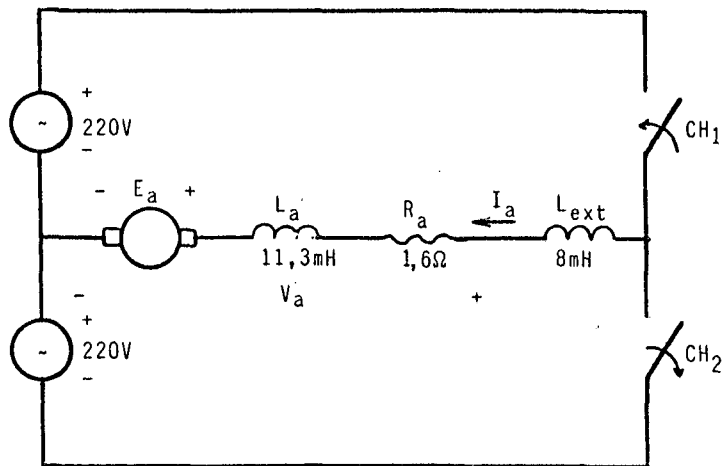 +
~
220V
-
CH1
- Ea +
La
Ra
Ia
Lext
11,3mH
1,6Ω
8mH
- Va +
-
+
~
220V
-
CH2